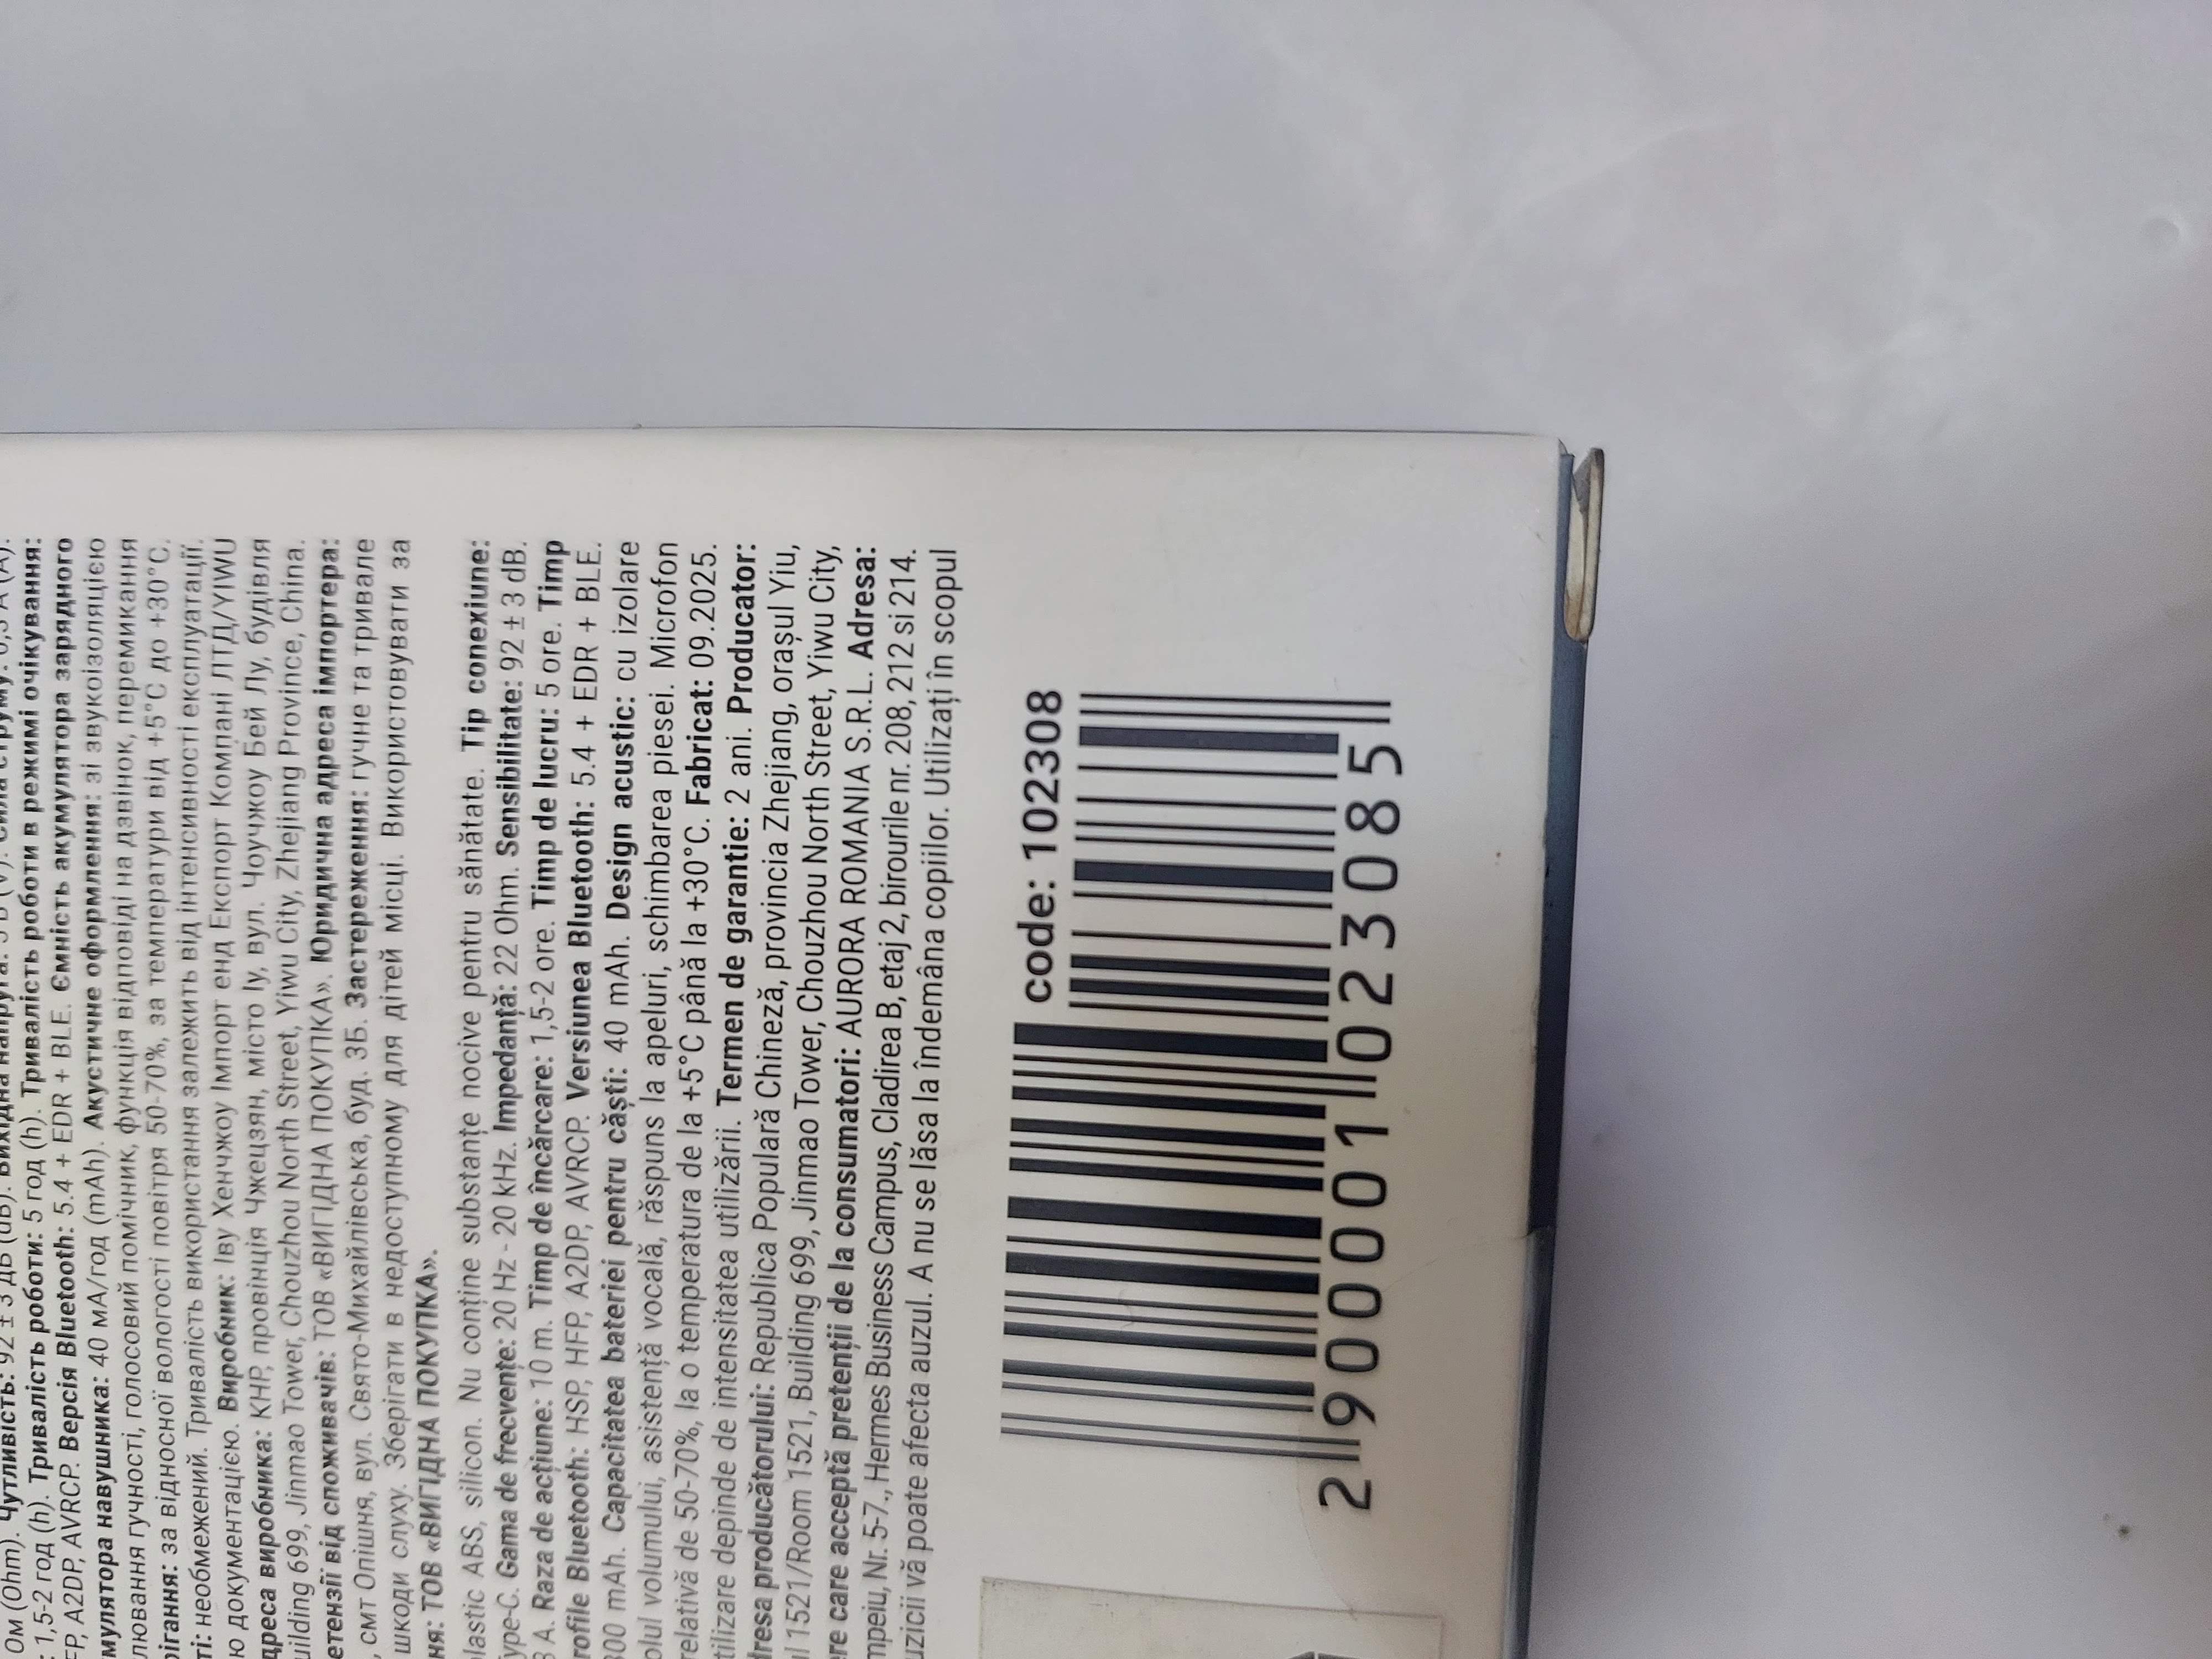 Ом (Ohm). Чутливість: 92 ± 3 дБ (dB). Вихідна напруга: 5 В (V). Сила струму: 0,3 А (A).
: 1,5-2 год (h). Тривалість роботи: 5 год (h). Тривалість роботи в режимі очікування:
FP, A2DP, AVRCP. Версія Bluetooth: 5.4 + EDR + BLE. Ємність акумулятора зарядного
мулятора навушника: 40 мА/год (mAh). Акустичне оформлення: зі звукоізоляцією
лювання гучності, голосовий помічник, функція відповіді на дзвінок, перемикання
рігання: за відносної вологості повітря 50-70%, за температури від +5°С до +30°С.
ті: необмежений. Тривалість використання залежить від інтенсивності експлуатації.
ю документацією. Виробник: Іву Хенчжоу Імпорт енд Експорт Компані ЛТД/YIWU
дреса виробника: КНР, провінція Чжецзян, місто Іу, вул. Чоучжоу Бей Лу, будівля
uilding 699, Jinmao Tower, Chouzhou North Street, Yiwu City, Zhejiang Province, China.
етензії від споживачів: ТОВ «ВИГІДНА ПОКУПКА». Юридична адреса імпортера:
, смт Опішня, вул. Свято-Михайлівська, буд. 3Б. Застереження: гучне та тривале
шкоди слуху. Зберігати в недоступному для дітей місці. Використовувати за
ня: ТОВ «ВИГІДНА ПОКУПКА».
lastic ABS, silicon. Nu conține substanțe nocive pentru sănătate. Tip conexiune:
ype-C. Gama de frecvențe: 20 Hz - 20 kHz. Impedanță: 22 Ohm. Sensibilitate: 92 ± 3 dB.
3 A. Raza de acțiune: 10 m. Timp de încărcare: 1,5-2 ore. Timp de lucru: 5 ore. Timp
rofile Bluetooth: HSP, HFP, A2DP, AVRCP. Versiunea Bluetooth: 5.4 + EDR + BLE.
300 mAh. Capacitatea bateriei pentru căști: 40 mAh. Design acustic: cu izolare
olul volumului, asistență vocală, răspuns la apeluri, schimbarea piesei. Microfon
relativă de 50-70%, la o temperatura de la +5°C până la +30°C. Fabricat: 09.2025.
tilizare depinde de intensitatea utilizării. Termen de garantie: 2 ani. Producator:
dresa producătorului: Republica Populară Chineză, provincia Zhejiang, orașul Yiu,
ul 1521/Room 1521, Building 699, Jinmao Tower, Chouzhou North Street, Yiwu City,
re care acceptă pretenții de la consumatori: AURORA ROMANIA S.R.L. Adresa:
mpeiu, Nr. 5-7., Hermes Business Campus, Cladirea B, etaj 2, birourile nr. 208, 212 si 214.
uzicii vă poate afecta auzul. A nu se lăsa la îndemâna copiilor. Utilizați în scopul
code: 102308
2 900001 023085